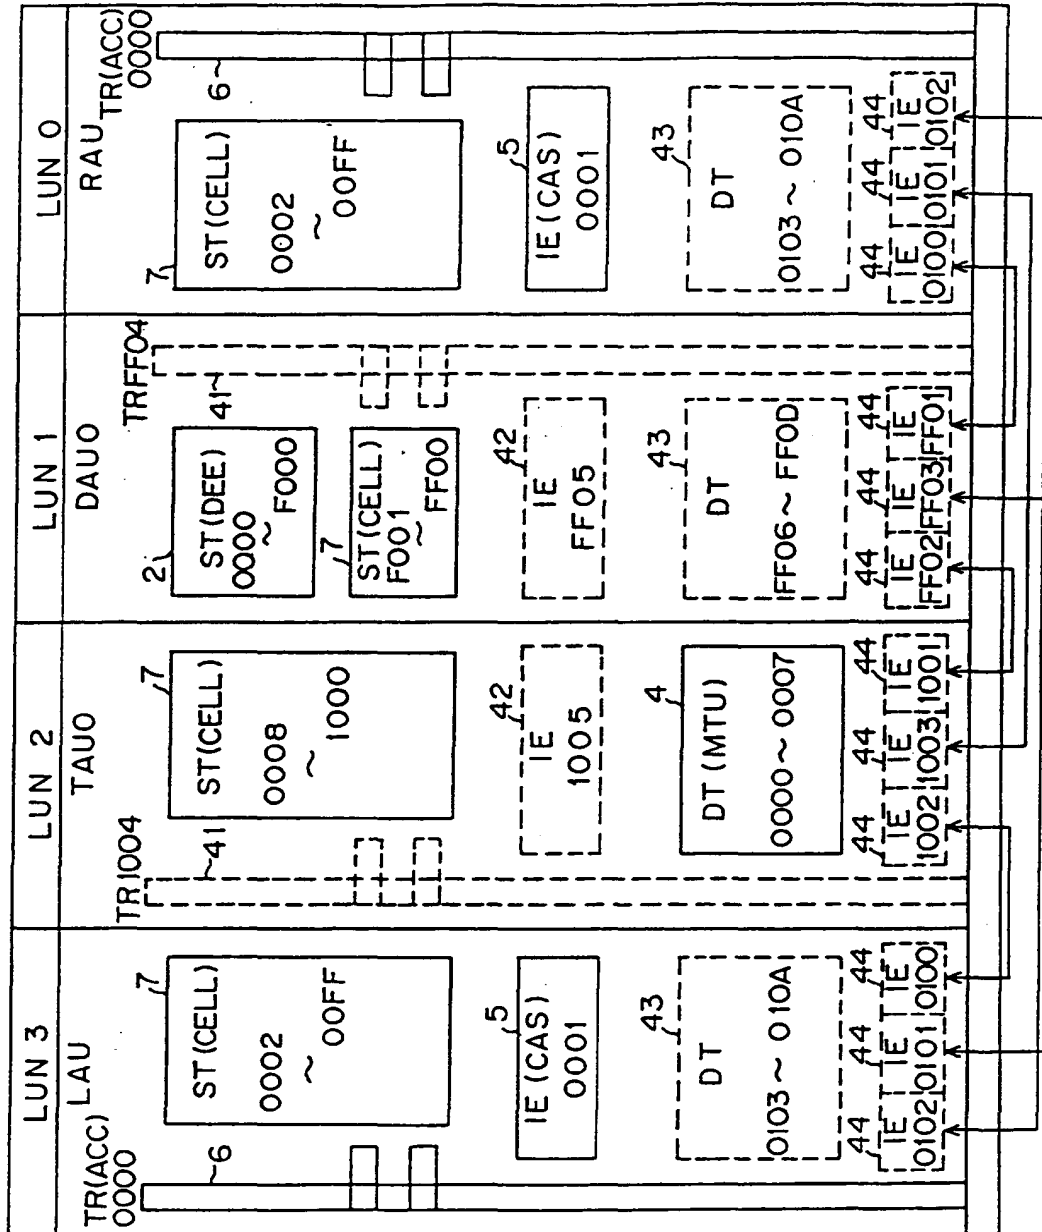 LUN 3
LAU
TR(ACC)
0000
6
7
ST(CELL)
0002
~
00FF
5
IE(CAS)
0001
43
DT
0103~010A
44
IE
0102
44
IE
0101
44
IE
0100
LUN 2
TAU0
TR1004
41
7
ST(CELL)
0008
~
1000
42
IE
1005
4
DT(MTU)
0000~0007
44
IE
1002
44
IE
1003
44
IE
1001
LUN 1
DAU0
2
ST(DEE)
0000
~
F000
7
ST(CELL)
F001
~
FF00
41
TRFF04
42
IE
FF05
43
DT
FF06~FF0D
44
IE
FF02
44
IE
FF03
44
IE
FF01
LUN 0
RAU
7
ST(CELL)
0002
~
00FF
6
TR(ACC)
0000
5
IE(CAS)
0001
43
DT
0103~010A
44
IE
0100
44
IE
0101
44
IE
0102